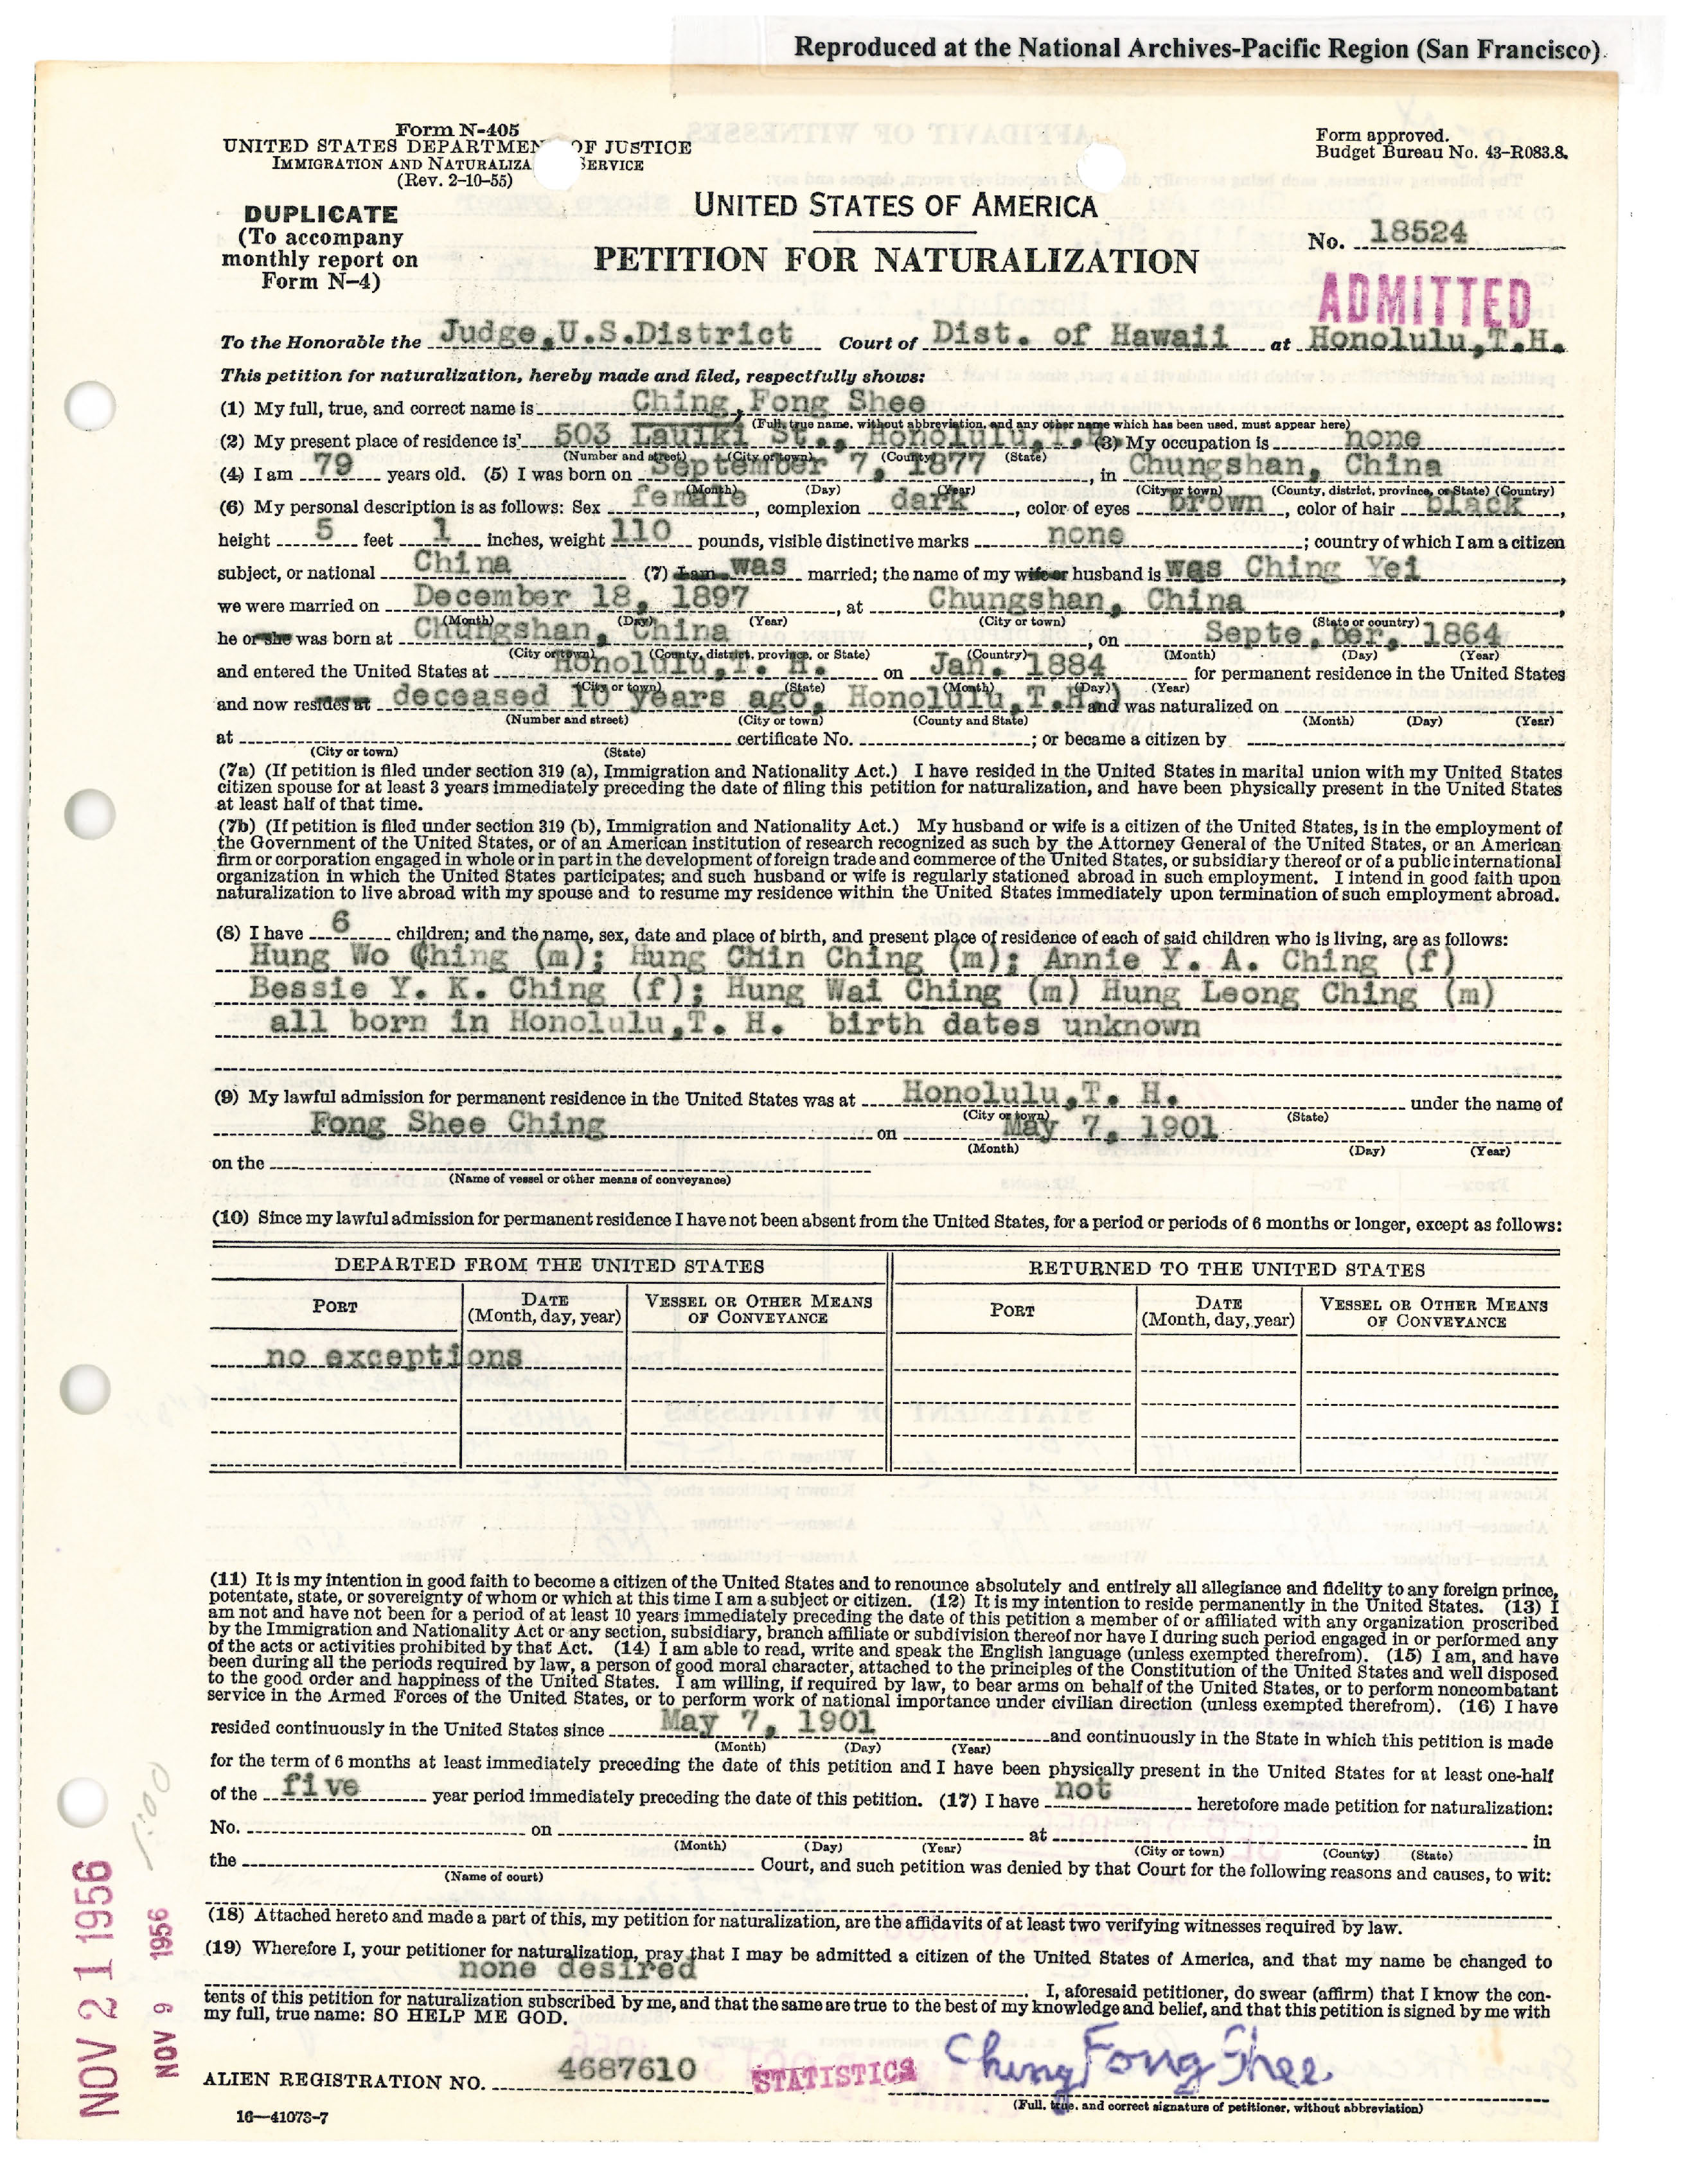 Reproduced at the National Archives-Pacific Region (San Francisco)
Form N-405
UNITED STATES DEPARTMENT OF JUSTICE
IMMIGRATION AND NATURALIZA SERVICE
(Rev. 2-10-55)
Form approved.
Budget Bureau No. 43-R083.8.
DUPLICATE
(To accompany
monthly report on
Form N-4)
UNITED STATES OF AMERICA
PETITION FOR NATURALIZATION
No. 18524
ADMITTED
To the Honorable the Judge,U.S.District Court of Dist. of Hawaii at Honolulu,T.H.
This petition for naturalization, hereby made and filed, respectfully shows:
(1) My full, true, and correct name is Ching, Fong Shee
(Full, true name, without abbreviation, and any other name which has been used, must appear here)
(2) My present place of residence is 503 Lauiki St., Honolulu, (3) My occupation is none
(Number and street) (City or town) (County) (State)
(4) I am 79 years old. (5) I was born on September 7, 1877, in Chungshan, China
(Month) (Day) (Year) (City or town) (County, district, province, or State) (Country)
(6) My personal description is as follows: Sex female, complexion dark, color of eyes brown, color of hair black,
height 5 feet 1 inches, weight 110 pounds, visible distinctive marks none; country of which I am a citizen
subject, or national China (7) I am was married; the name of my wife or husband is was Ching Yei,
we were married on December 18, 1897, at Chungshan, China,
(Month) (Day) (Year) (City or town) (State or country)
he or she was born at Chungshan, China, on Septe,ber, 1864
(City or town) (County, district, province, or State) (Country) (Month) (Day) (Year)
and entered the United States at Honolulu,T. H. on Jan. 1884 for permanent residence in the United States
(City or town) (State) (Month) (Day) (Year)
and now resides at deceased 10 years ago, Honolulu,T.H and was naturalized on
(Number and street) (City or town) (County and State) (Month) (Day) (Year)
at certificate No. ; or became a citizen by
(City or town) (State)
(7a) (If petition is filed under section 319 (a), Immigration and Nationality Act.) I have resided in the United States in marital union with my United States
citizen spouse for at least 3 years immediately preceding the date of filing this petition for naturalization, and have been physically present in the United States
at least half of that time.
(7b) (If petition is filed under section 319 (b), Immigration and Nationality Act.) My husband or wife is a citizen of the United States, is in the employment of
the Government of the United States, or of an American institution of research recognized as such by the Attorney General of the United States, or an American
firm or corporation engaged in whole or in part in the development of foreign trade and commerce of the United States, or subsidiary thereof or of a public international
organization in which the United States participates; and such husband or wife is regularly stationed abroad in such employment. I intend in good faith upon
naturalization to live abroad with my spouse and to resume my residence within the United States immediately upon termination of such employment abroad.
(8) I have 6 children; and the name, sex, date and place of birth, and present place of residence of each of said children who is living, are as follows:
Hung Wo Ching (m); Hung Chin Ching (m); Annie Y. A. Ching (f)
Bessie Y. K. Ching (f); Hung Wai Ching (m) Hung Leong Ching (m)
all born in Honolulu,T. H. birth dates unknown
(9) My lawful admission for permanent residence in the United States was at Honolulu,T. H. under the name of
(City or town) (State)
Fong Shee Ching on May 7, 1901
(Month) (Day) (Year)
on the
(Name of vessel or other means of conveyance)
(10) Since my lawful admission for permanent residence I have not been absent from the United States, for a period or periods of 6 months or longer, except as follows:
DEPARTED FROM THE UNITED STATES RETURNED TO THE UNITED STATES
PORT DATE (Month, day, year) VESSEL OR OTHER MEANS OF CONVEYANCE PORT DATE (Month, day, year) VESSEL OR OTHER MEANS OF CONVEYANCE
no exceptions
(11) It is my intention in good faith to become a citizen of the United States and to renounce absolutely and entirely all allegiance and fidelity to any foreign prince,
potentate, state, or sovereignty of whom or which at this time I am a subject or citizen. (12) It is my intention to reside permanently in the United States. (13) I
am not and have not been for a period of at least 10 years immediately preceding the date of this petition a member of or affiliated with any organization proscribed
by the Immigration and Nationality Act or any section, subsidiary, branch affiliate or subdivision thereof nor have I during such period engaged in or performed any
of the acts or activities prohibited by that Act. (14) I am able to read, write and speak the English language (unless exempted therefrom). (15) I am, and have
been during all the periods required by law, a person of good moral character, attached to the principles of the Constitution of the United States and well disposed
to the good order and happiness of the United States. I am willing, if required by law, to bear arms on behalf of the United States, or to perform noncombatant
service in the Armed Forces of the United States, or to perform work of national importance under civilian direction (unless exempted therefrom). (16) I have
resided continuously in the United States since May 7, 1901 and continuously in the State in which this petition is made
(Month) (Day) (Year)
for the term of 6 months at least immediately preceding the date of this petition and I have been physically present in the United States for at least one-half
of the five year period immediately preceding the date of this petition. (17) I have not heretofore made petition for naturalization:
No. on at in
(Month) (Day) (Year) (City or town) (County) (State)
the Court, and such petition was denied by that Court for the following reasons and causes, to wit:
(Name of court)
(18) Attached hereto and made a part of this, my petition for naturalization, are the affidavits of at least two verifying witnesses required by law.
(19) Wherefore I, your petitioner for naturalization, pray that I may be admitted a citizen of the United States of America, and that my name be changed to
none desired
I, aforesaid petitioner, do swear (affirm) that I know the con-
tents of this petition for naturalization subscribed by me, and that the same are true to the best of my knowledge and belief, and that this petition is signed by me with
my full, true name: SO HELP ME GOD.
ALIEN REGISTRATION NO. 4687610 STATISTICS Ching, Fong Shee
(Full, true, and correct signature of petitioner, without abbreviation)
16—41073-7
NOV 21 1956
NOV 9 1956